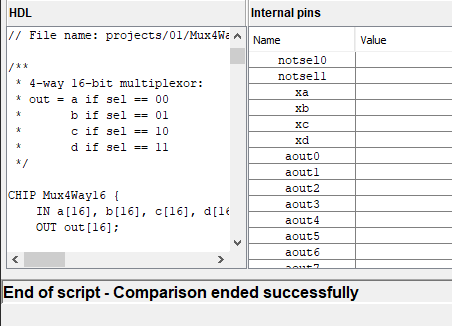 HDL
// File name: projects/01/Mux4Wa
/**
* 4-way 16-bit multiplexor:
* out = a if sel == 00
* b if sel == 01
* c if sel == 10
* d if sel == 11
*/
CHIP Mux4Way16 {
IN a[16], b[16], c[16], d[16
OUT out[16];
Internal pins
Name Value
notsel0
notsel1
xa
xb
xc
xd
aout0
aout1
aout2
aout3
aout4
aout5
aout6
aout7
End of script - Comparison ended successfully